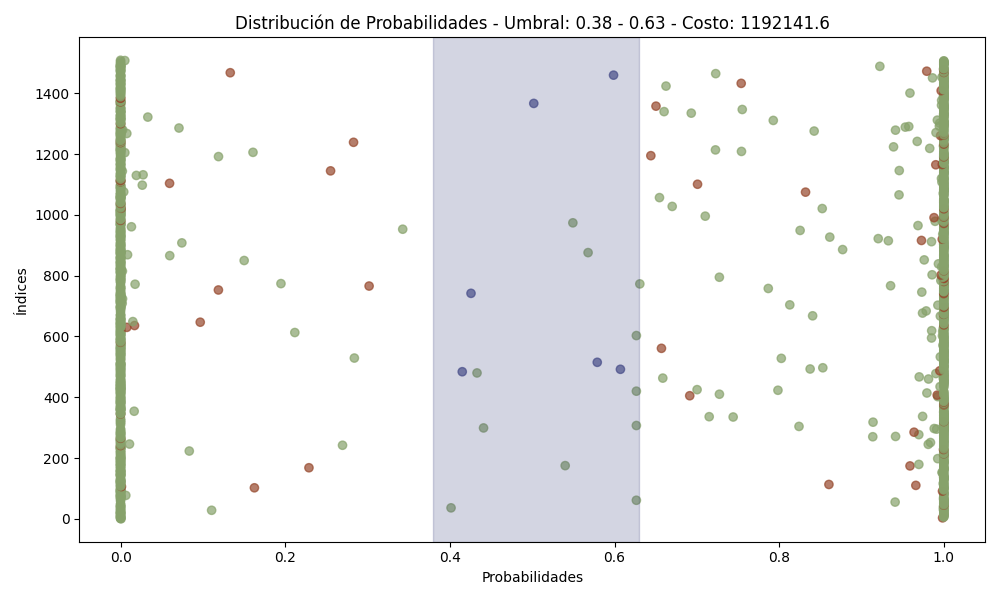 Distribución de Probabilidades - Umbral: 0.38 - 0.63 - Costo: 1192141.6
1400
1200
1000
800
600
400
200
0
Índices
0.0 0.2 0.4 0.6 0.8 1.0
Probabilidades